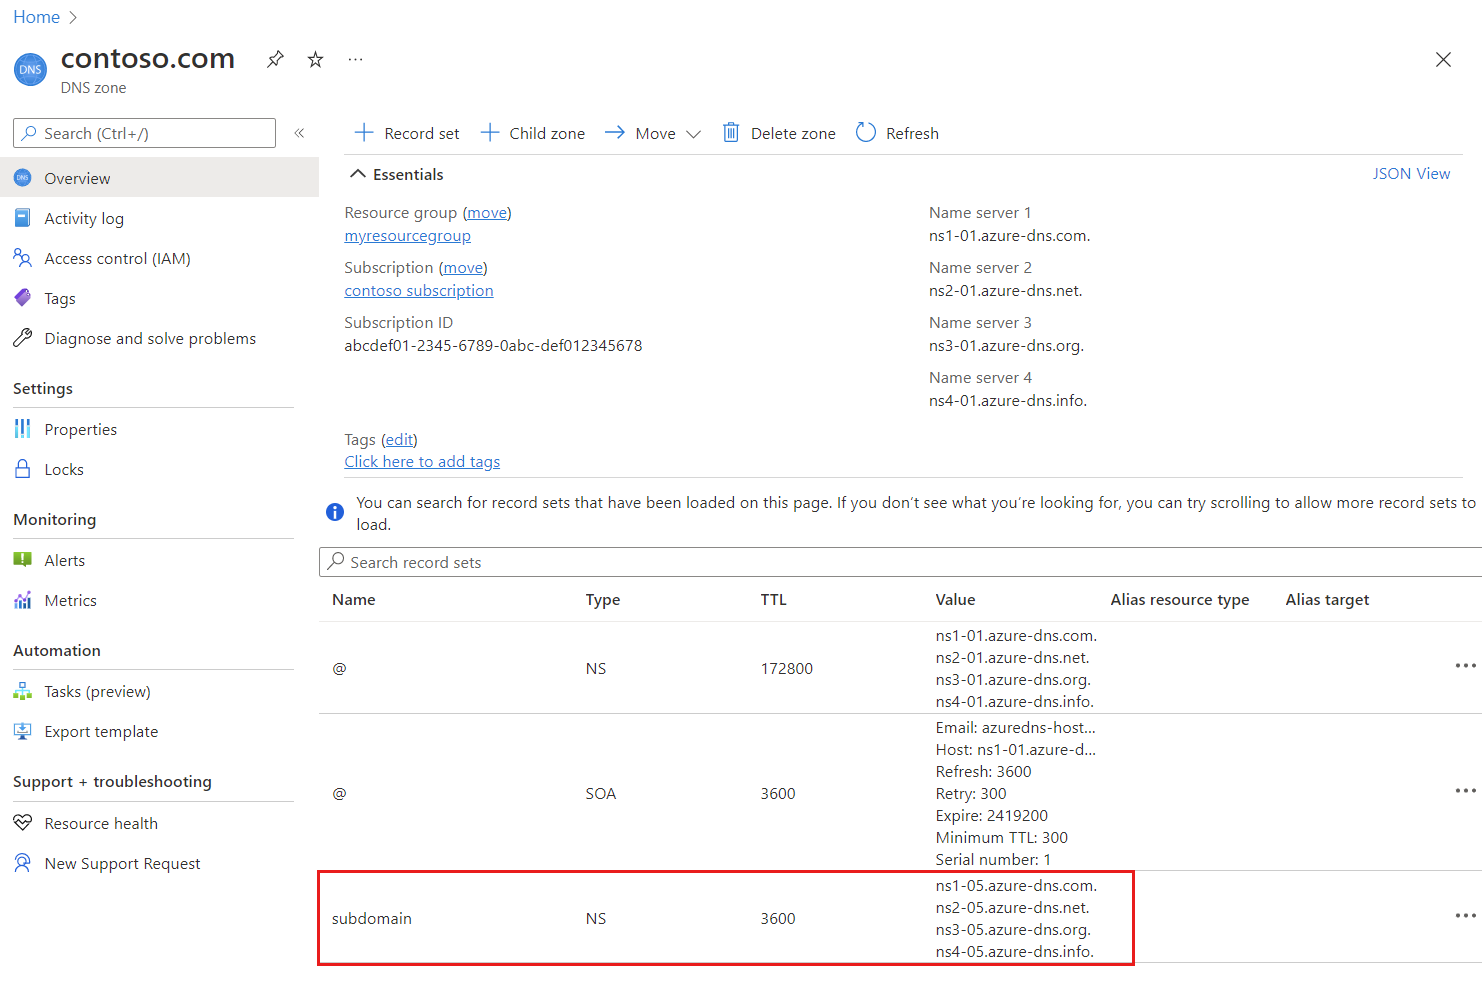 Home
contoso.com
DNS
DNS zone
Search (Ctrl+/)
Overview
Activity log
Access control (IAM)
Tags
Diagnose and solve problems
Settings
Properties
Locks
Monitoring
Alerts
Metrics
Automation
Tasks (preview)
Export template
Support + troubleshooting
Resource health
New Support Request
Record set
Child zone
Move
Delete zone
Refresh
Essentials
JSON View
Resource group (move)
myresourcegroup
Subscription (move)
contoso subscription
Subscription ID
abcdef01-2345-6789-0abc-def012345678
Name server 1
ns1-01.azure-dns.com.
Name server 2
ns2-01.azure-dns.net.
Name server 3
ns3-01.azure-dns.org.
Name server 4
ns4-01.azure-dns.info.
Tags (edit)
Click here to add tags
You can search for record sets that have been loaded on this page. If you don't see what you're looking for, you can try scrolling to allow more record sets to
load.
Search record sets
Name Type TTL Value Alias resource type Alias target
@ NS 172800
ns1-01.azure-dns.com.
ns2-01.azure-dns.net.
ns3-01.azure-dns.org.
ns4-01.azure-dns.info.
@ SOA 3600
Email: azuredns-host...
Host: ns1-01.azure-d...
Refresh: 3600
Retry: 300
Expire: 2419200
Minimum TTL: 300
Serial number: 1
subdomain NS 3600
ns1-05.azure-dns.com.
ns2-05.azure-dns.net.
ns3-05.azure-dns.org.
ns4-05.azure-dns.info.